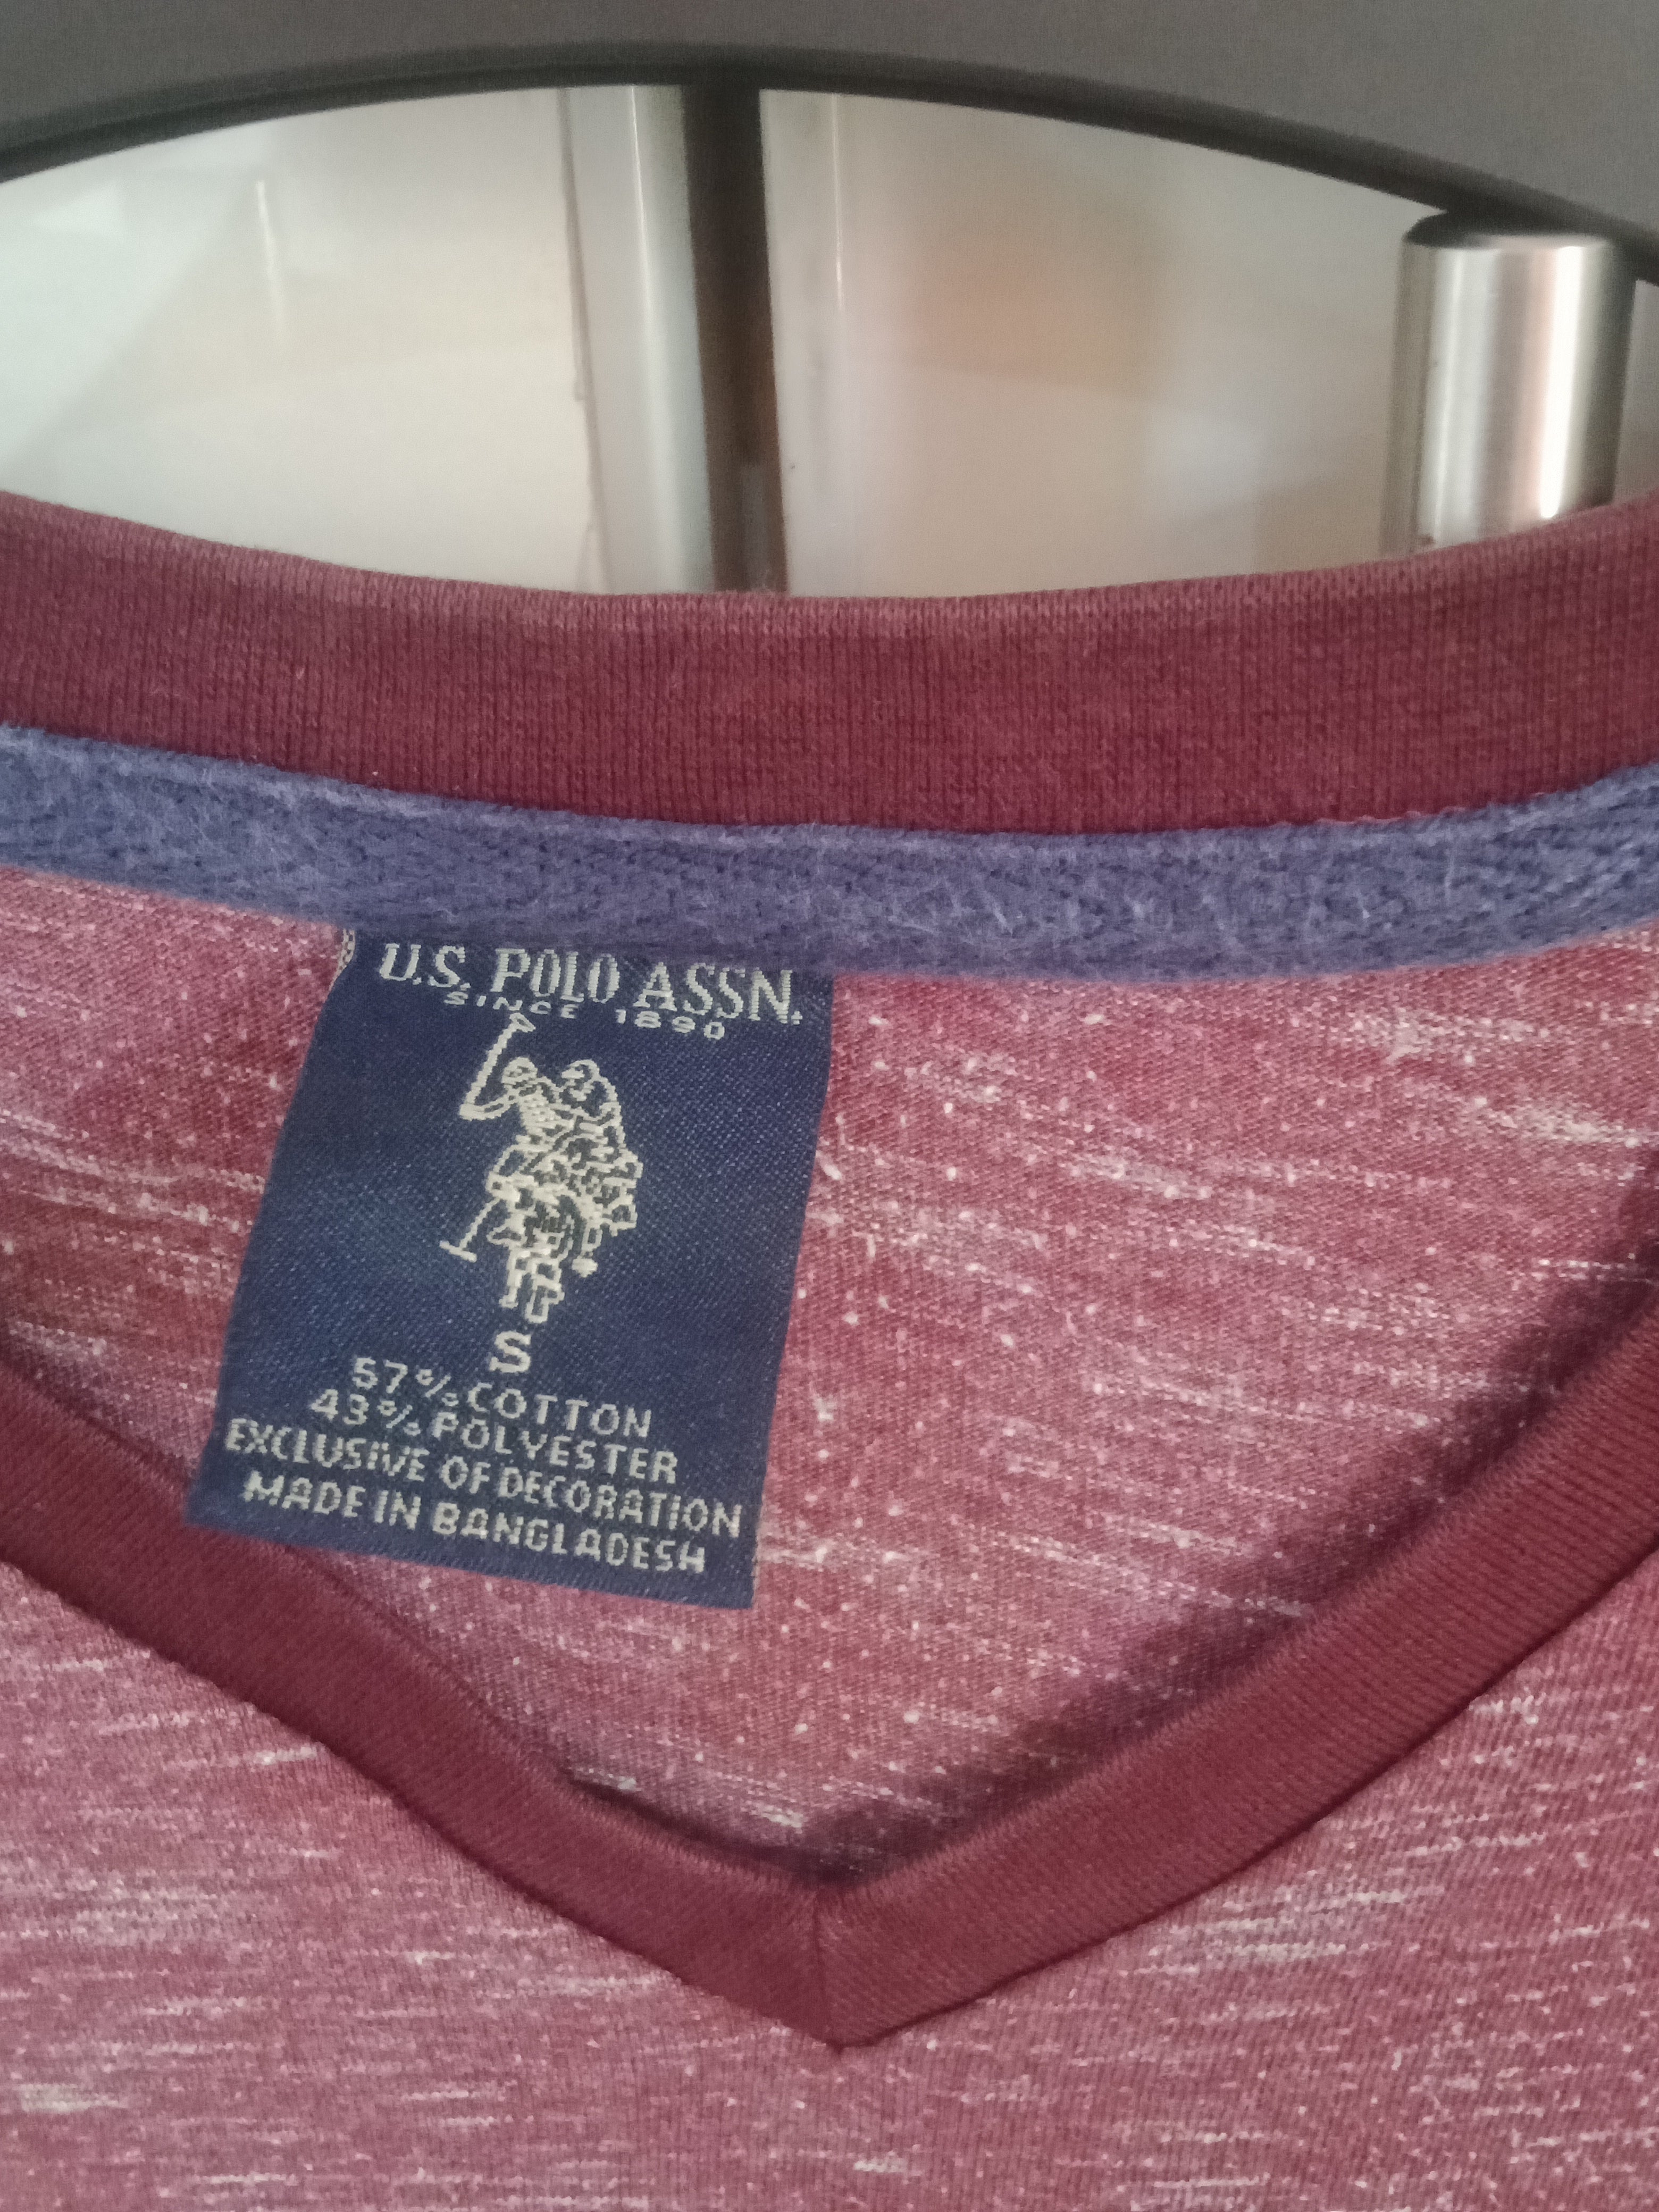 U.S. POLO ASSN.
SINCE 1890
S
57% COTTON
43% POLYESTER
EXCLUSIVE OF DECORATION
MADE IN BANGLADESH